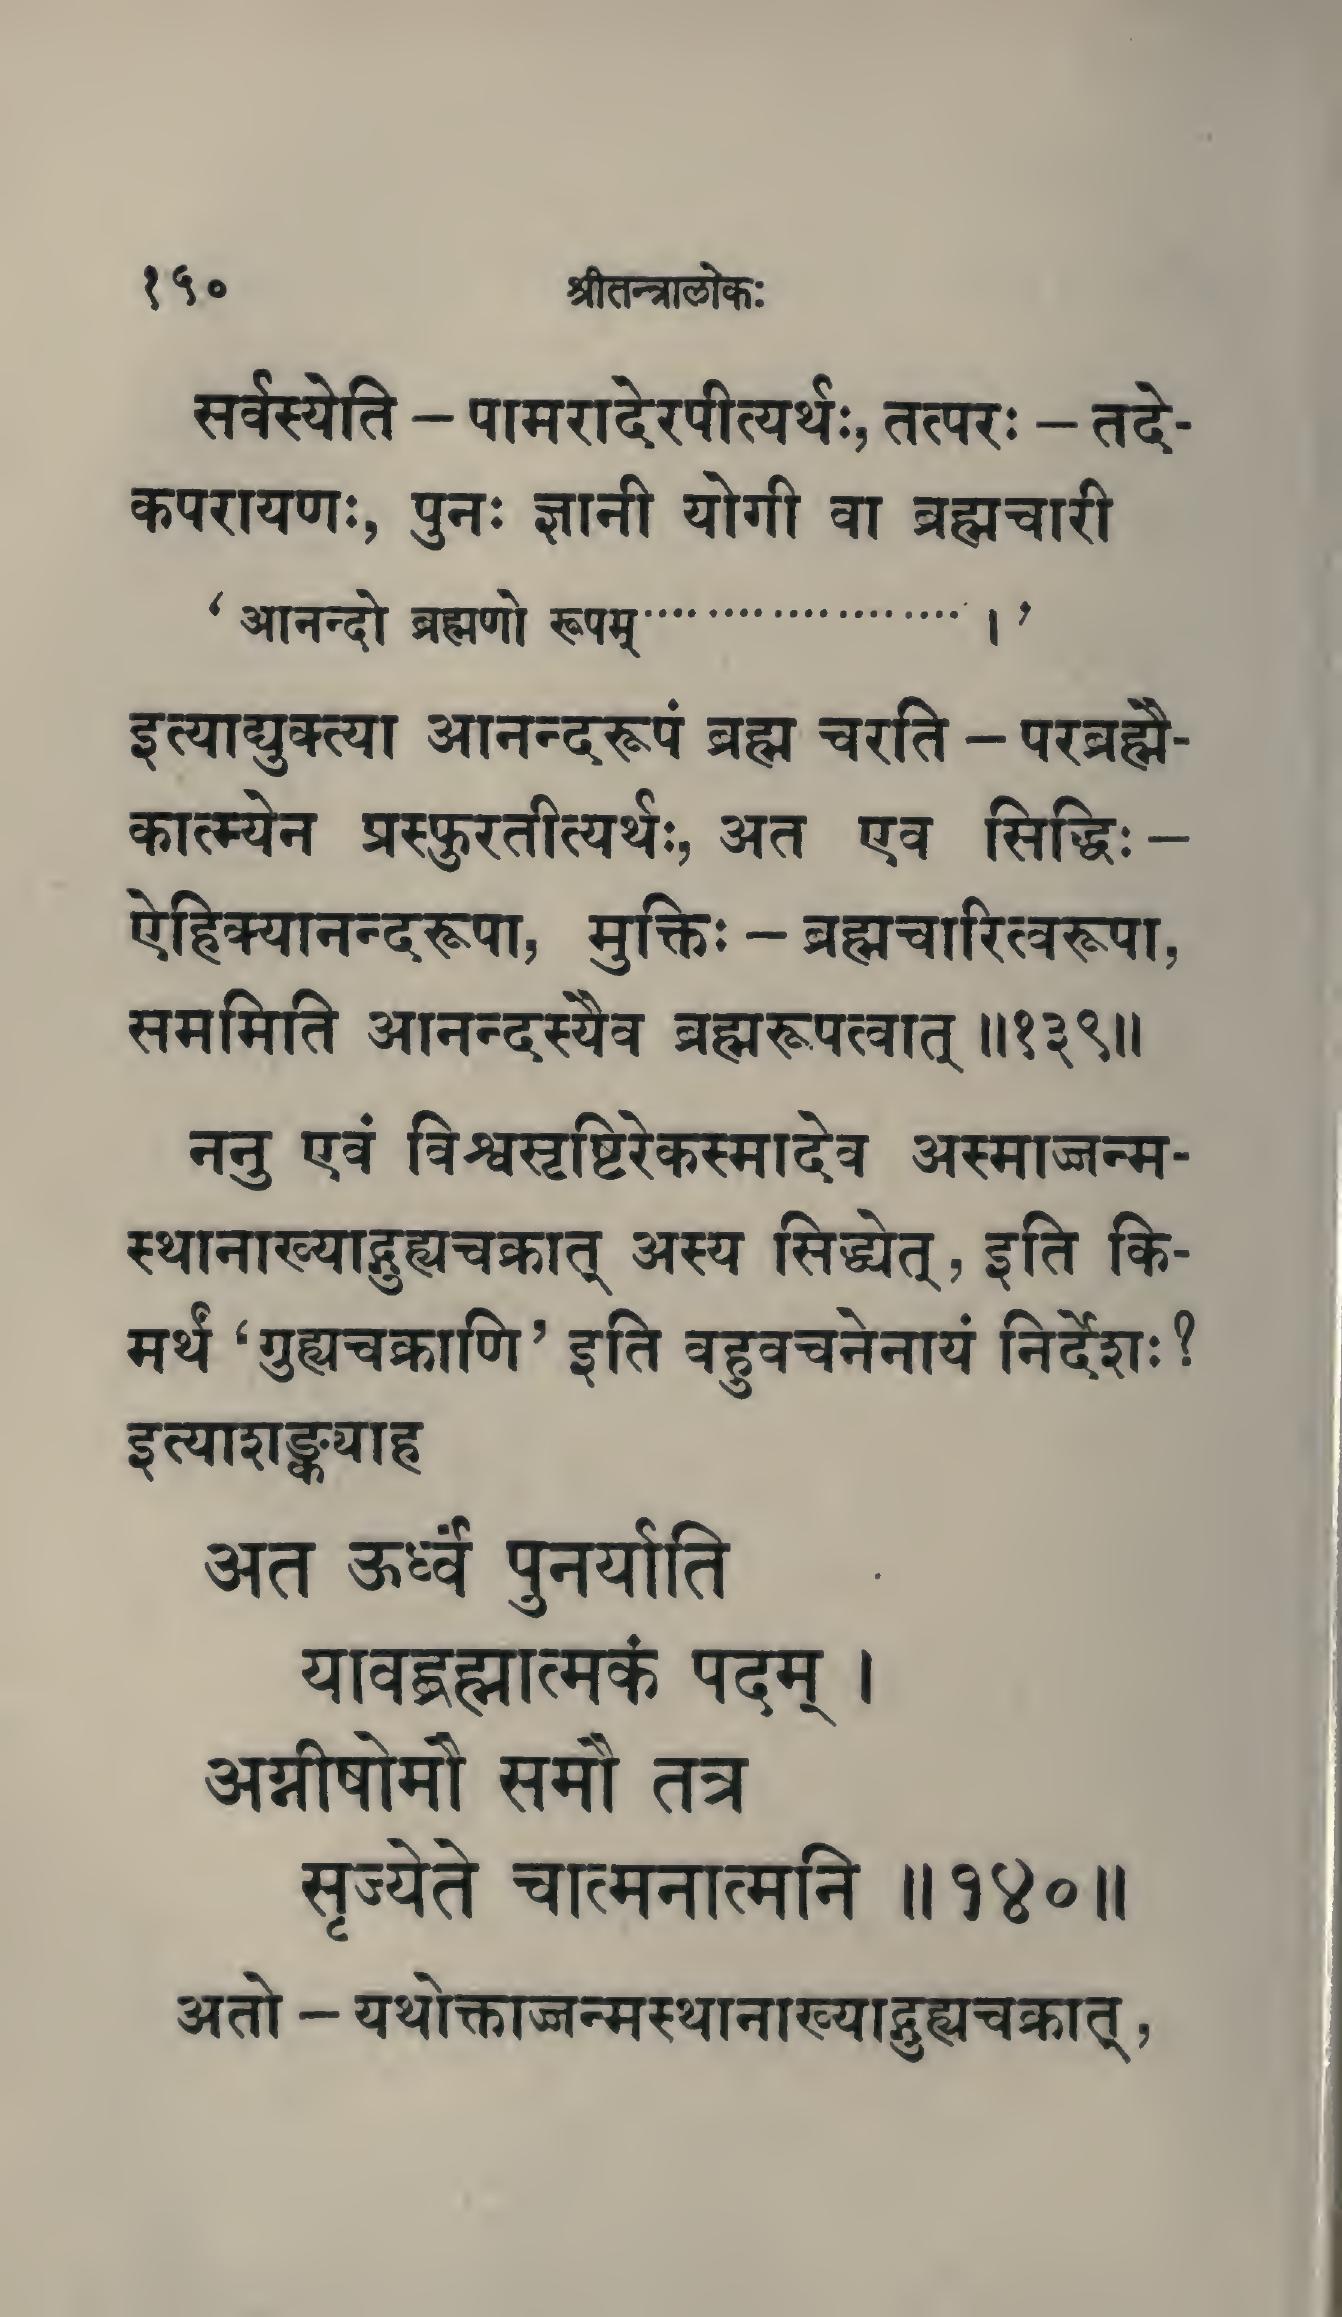 १५० श्रीतन्त्रालोकः
सर्वस्येति – पामरादेरपीत्यर्थः, तत्परः – तदे-
कपरायणः, पुनः ज्ञानी योगी वा ब्रह्मचारी
‘ आनन्दो ब्रह्मणो रूपम्····················।’
इत्याद्युक्त्या आनन्दरूपं ब्रह्म चरति – परब्रह्मै-
कात्म्येन प्रस्फुरतीत्यर्थः, अत एव सिद्धिः –
ऐहिक्यानन्दरूपा, मुक्तिः – ब्रह्मचारित्वरूपा,
सममिति आनन्दस्यैव ब्रह्मरूपत्वात् ॥१३९॥
ननु एवं विश्वसृष्टिरेकस्मादेव अस्माज्जन्म-
स्थानाख्याद्गुह्यचक्रात् अस्य सिद्ध्येत्, इति कि-
मर्थं ‘गुह्यचक्राणि’ इति वहुवचनेनायं निर्देशः?
इत्याशङ्क्याह
अत ऊर्ध्वं पुनर्याति
यावद्ब्रह्मात्मकं पदम् ।
अग्नीषोमौ समौ तत्र
सृज्येते चात्मनात्मनि ॥१४०॥
अतो – यथोक्ताज्जन्मस्थानाख्याद्गुह्यचक्रात्,